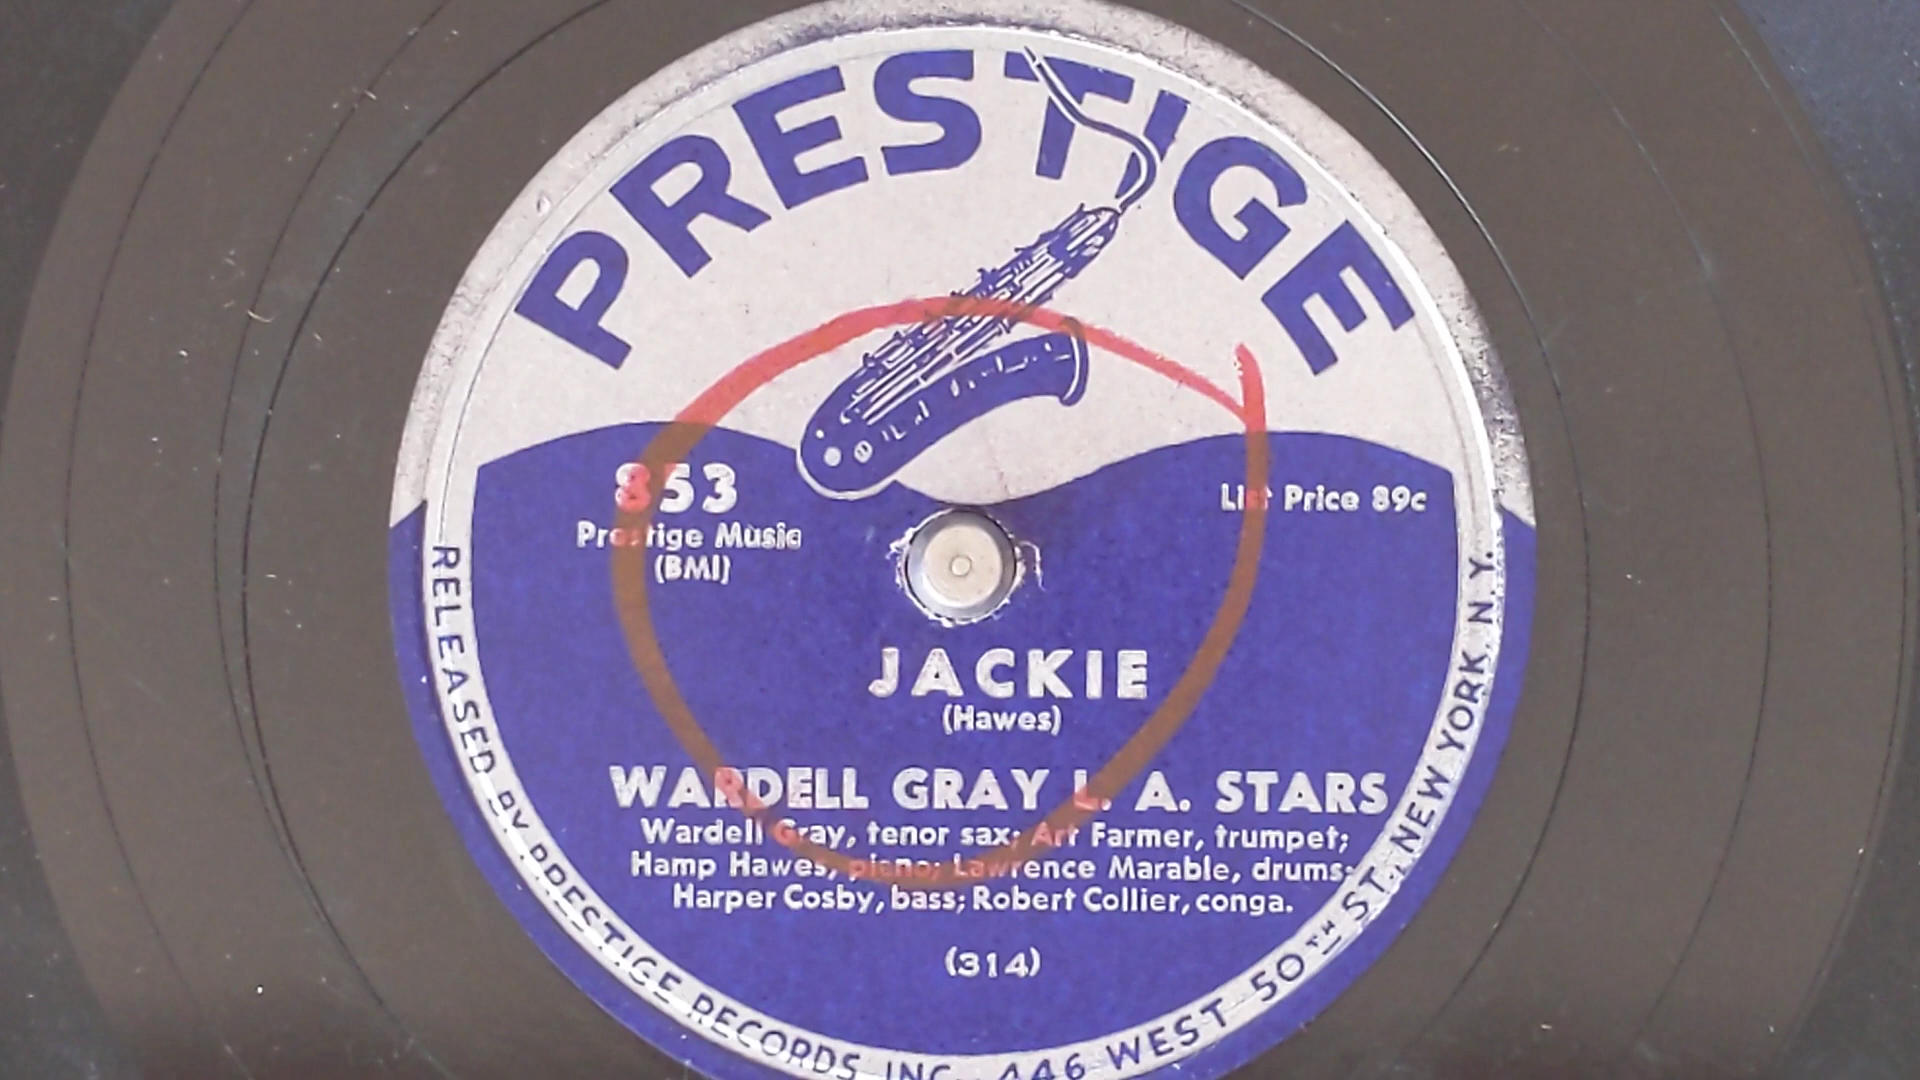 PRESTIGE
853
Prestige Music
(BMI)
List Price 89c
JACKIE
(Hawes)
WARDELL GRAY L. A. STARS
Wardell Gray, tenor sax; Art Farmer, trumpet;
Hamp Hawes, piano; Lawrence Marable, drums;
Harper Cosby, bass; Robert Collier, conga.
(314)
RELEASED BY PRESTIGE RECORDS INC., 446 WEST 50TH ST. NEW YORK N. Y.